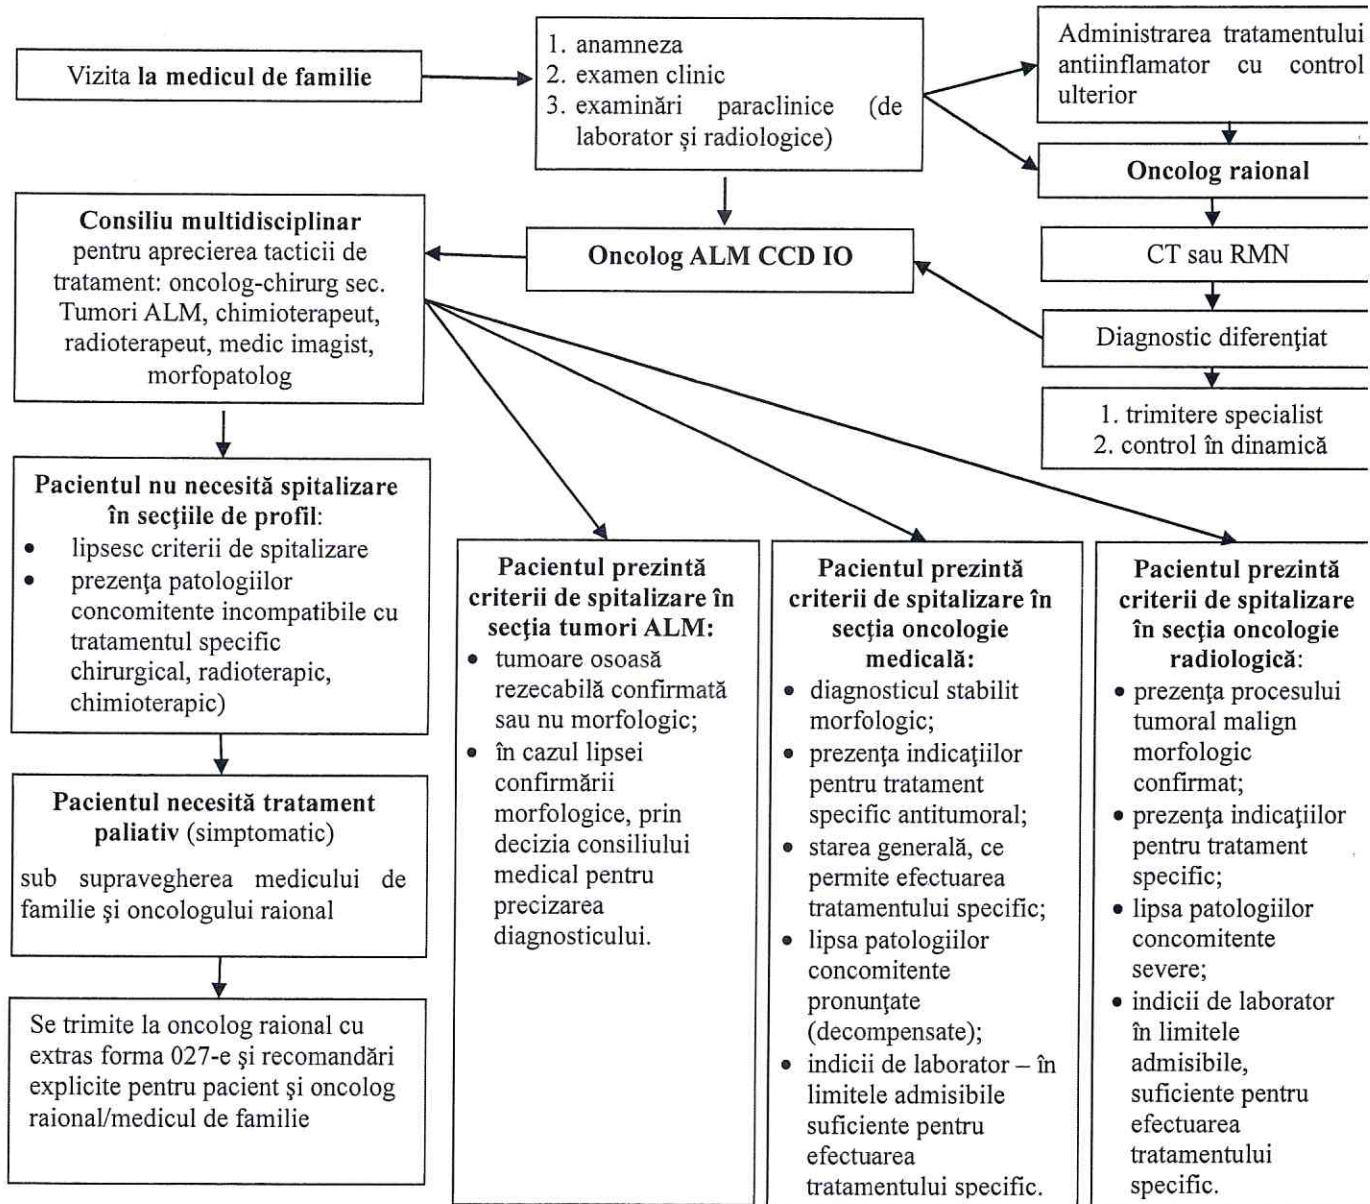 Vizita la medicul de familie
1. anamneza
2. examen clinic
3. examinări paraclinice (de
laborator și radiologice)
Administrarea tratamentului
antiinflamator cu control
ulterior
Oncolog raional
CT sau RMN
Diagnostic diferențiat
1. trimitere specialist
2. control în dinamică
Oncolog ALM CCD IO
Consiliu multidisciplinar
pentru aprecierea tacticii de
tratament: oncolog-chirurg sec.
Tumori ALM, chimioterapeut,
radioterapeut, medic imagist,
morfopatolog
Pacientul nu necesită spitalizare
în secţiile de profil:
• lipsesc criterii de spitalizare
• prezenţa patologiilor
concomitente incompatibile cu
tratamentul specific
chirurgical, radioterapic,
chimioterapic)
Pacientul necesită tratament
paliativ (simptomatic)
sub supravegherea medicului de
familie şi oncologului raional
Se trimite la oncolog raional cu
extras forma 027-e şi recomandări
explicite pentru pacient şi oncolog
raional/medicul de familie
Pacientul prezintă
criterii de spitalizare în
secția tumori ALM:
• tumoare osoasă
rezecabilă confirmată
sau nu morfologic;
• în cazul lipsei
confirmării
morfologice, prin
decizia consiliului
medical pentru
precizarea
diagnosticului.
Pacientul prezintă
criterii de spitalizare în
secția oncologie
medicală:
• diagnosticul stabilit
morfologic;
• prezenţa indicaţiilor
pentru tratament
specific antitumoral;
• starea generală, ce
permite efectuarea
tratamentului specific;
• lipsa patologiilor
concomitente
pronunţate
(decompensate);
• indicii de laborator – în
limitele admisibile
suficiente pentru
efectuarea
tratamentului specific.
Pacientul prezintă
criterii de spitalizare
în secția oncologie
radiologică:
• prezența procesului
tumoral malign
morfologic
confirmat;
• prezența indicațiilor
pentru tratament
specific;
• lipsa patologiilor
concomitente
severe;
• indicii de laborator
în limitele
admisibile,
suficiente pentru
efectuarea
tratamentului
specific.